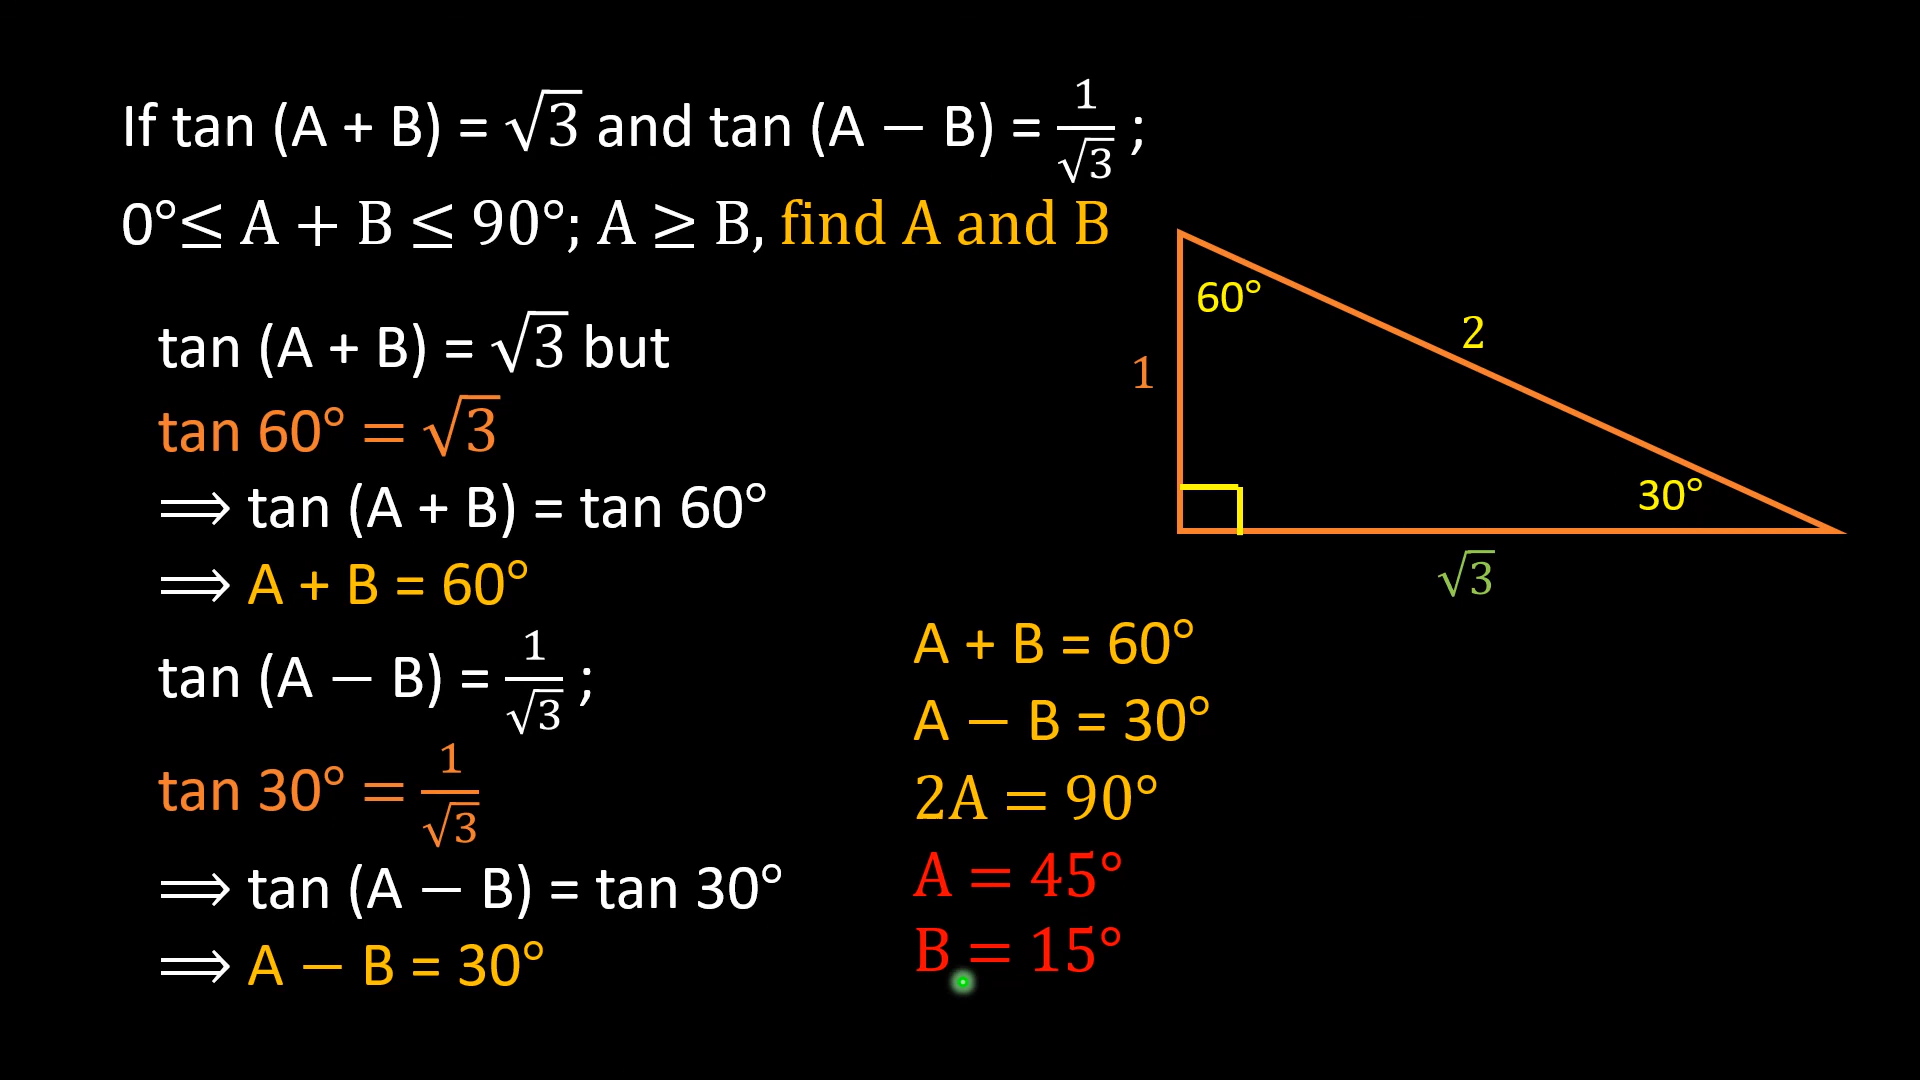 If tan (A + B) = √3 and tan (A − B) = 1/√3 ;
0°≤ A + B ≤ 90°; A ≥ B, find A and B
tan (A + B) = √3 but
tan 60° = √3
⟹ tan (A + B) = tan 60°
⟹ A + B = 60°
tan (A − B) = 1/√3 ;
tan 30° = 1/√3
⟹ tan (A − B) = tan 30°
⟹ A − B = 30°
60°
2
1
30°
√3
A + B = 60°
A − B = 30°
2A = 90°
A = 45°
B = 15°